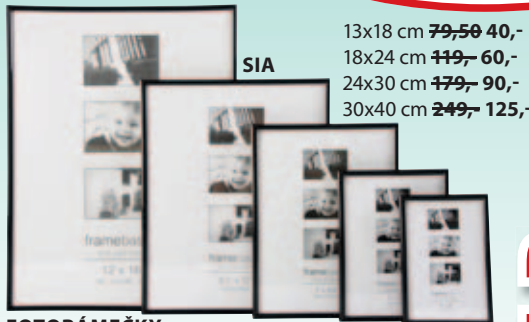 13x18 cm 79,50 40,-
SIA
18x24 cm 119,- 60,-
24x30 cm 179,- 90,-
30x40 cm 249,- 125,-